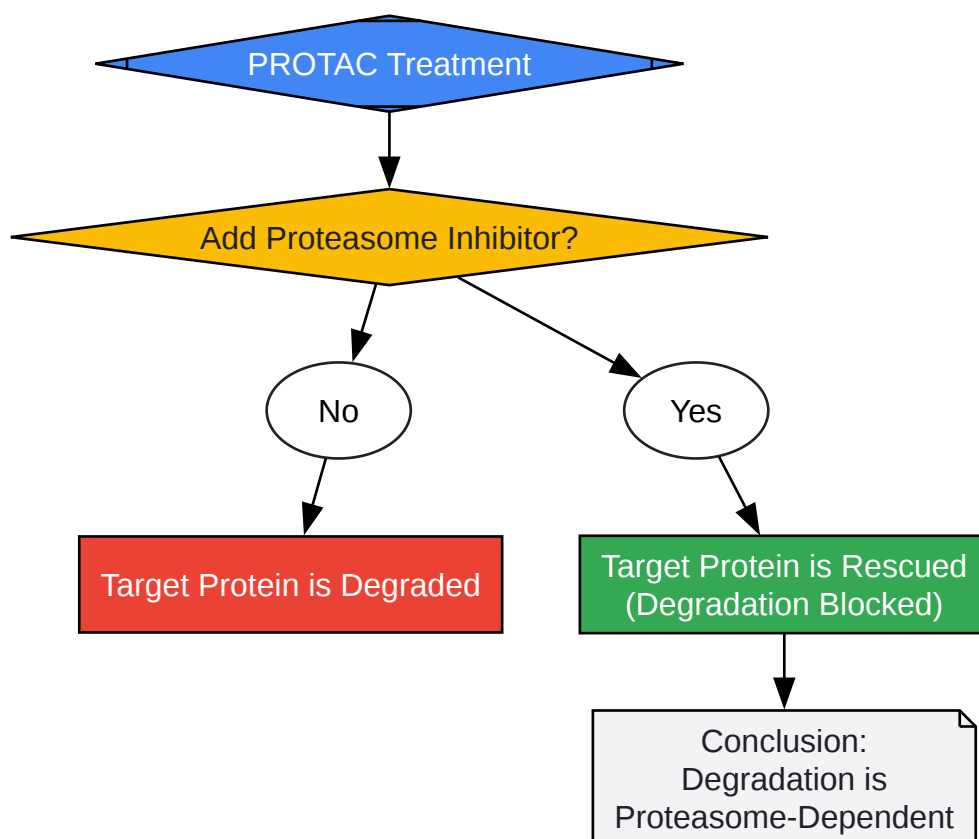 PROTAC Treatment
Add Proteasome Inhibitor?
No
Yes
Target Protein is Degraded
Target Protein is Rescued
(Degradation Blocked)
Conclusion:
Degradation is
Proteasome-Dependent